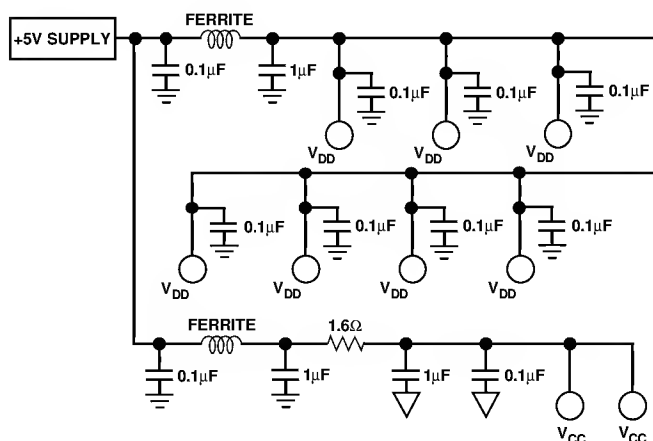 FERRITE
+5V SUPPLY
0.1µF
1µF
0.1µF
0.1µF
0.1µF
VDD
VDD
VDD
0.1µF
0.1µF
0.1µF
0.1µF
VDD
VDD
VDD
VDD
FERRITE
1.6Ω
0.1µF
1µF
1µF
0.1µF
VCC
VCC